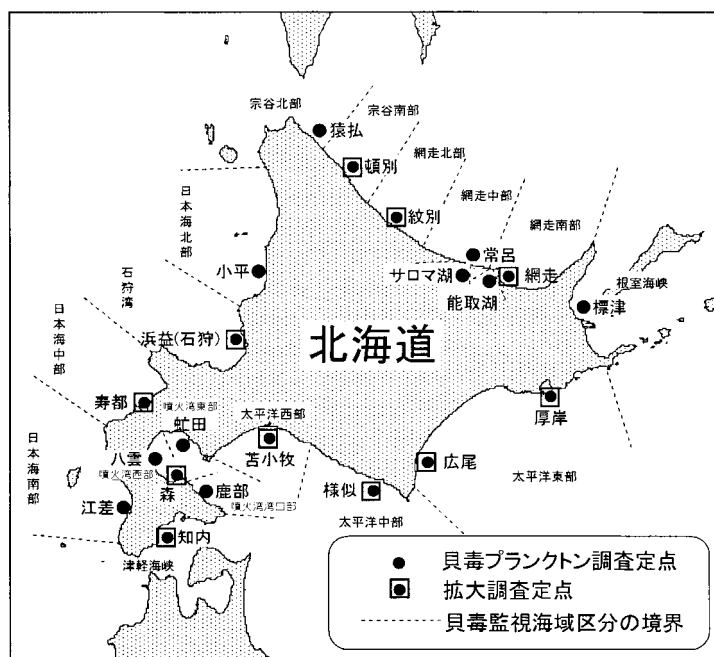 宗谷北部
宗谷南部
猿払
網走北部
頓別
網走中部
日本海北部
紋別
網走南部
常呂
小平
サロマ湖
網走
能取湖
根室海峡
石狩湾
標津
日本海中部
浜益(石狩)
北海道
寿都
噴火湾東部
虻田
太平洋西部
苫小牧
厚岸
日本海南部
八雲
噴火湾西部
森
鹿部
広尾
太平洋東部
様似
江差
噴火湾湾口部
太平洋中部
知内
津軽海峡
貝毒プランクトン調査定点
拡大調査定点
貝毒監視海域区分の境界